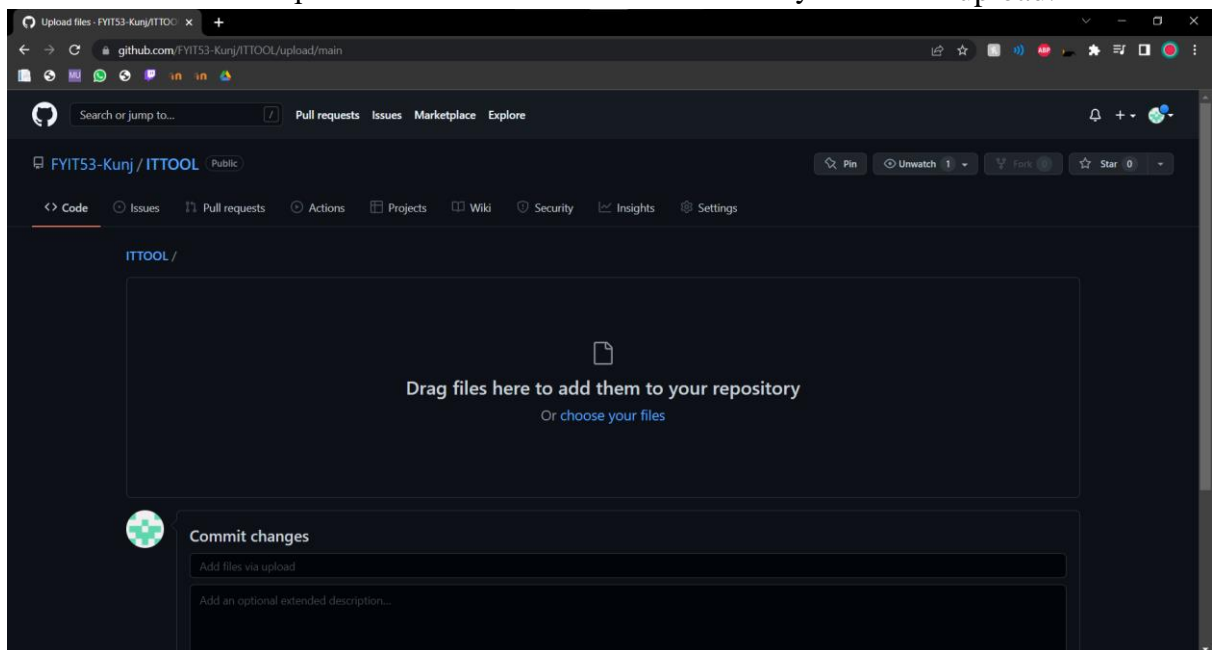 Upload files - FYIT53-Kunj/ITTOO
github.com/FYIT53-Kunj/ITTOOL/upload/main
MU
Search or jump to... / Pull requests Issues Marketplace Explore
FYIT53-Kunj / ITTOOL Public Pin Unwatch 1 Fork 0 Star 0
<> Code Issues Pull requests Actions Projects Wiki Security Insights Settings
ITTOOL /
Drag files here to add them to your repository
Or choose your files
Commit changes
Add files via upload
Add an optional extended description...